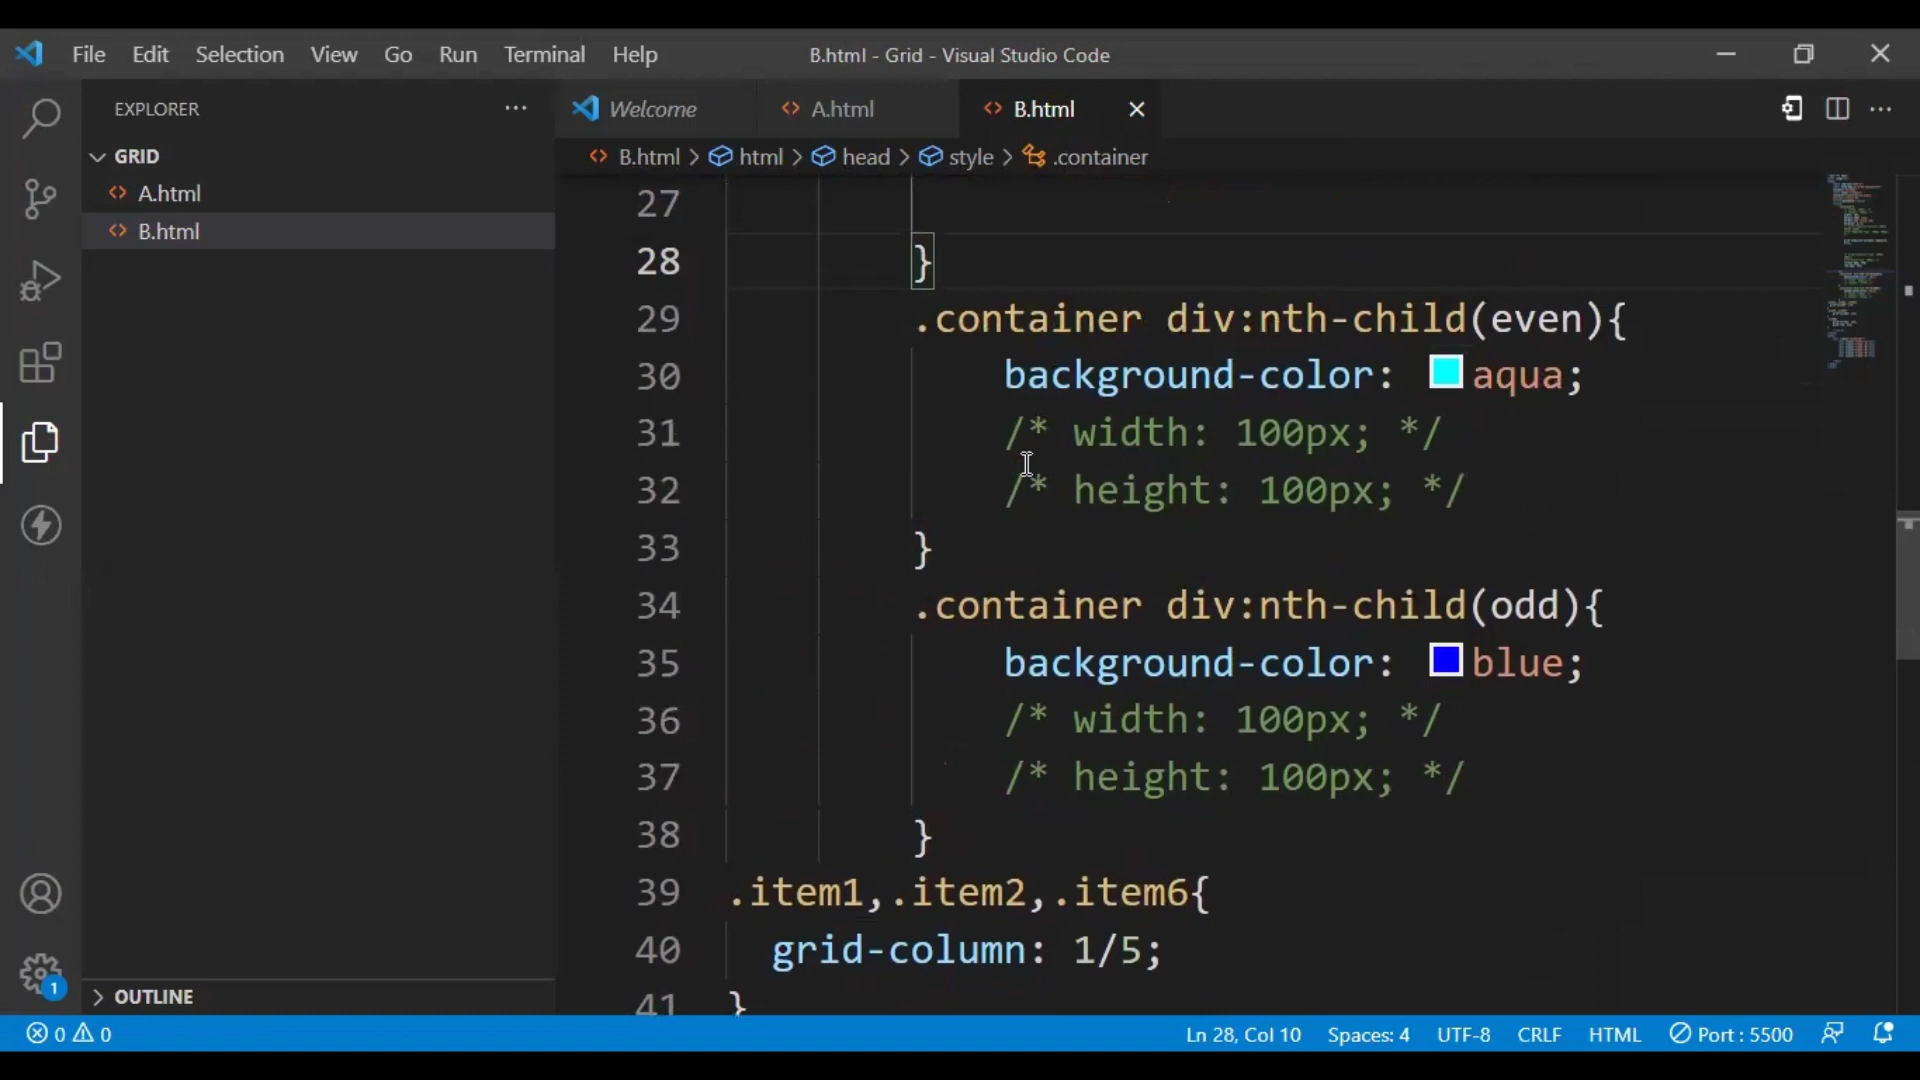 File Edit Selection View Go Run Terminal Help B.html - Grid - Visual Studio Code
EXPLORER
GRID
A.html
B.html
OUTLINE
Welcome A.html B.html
B.html > html > head > style > .container
27
28 }
29 .container div:nth-child(even){
30 background-color: aqua;
31 /* width: 100px; */
32 /* height: 100px; */
33 }
34 .container div:nth-child(odd){
35 background-color: blue;
36 /* width: 100px; */
37 /* height: 100px; */
38 }
39 .item1,.item2,.item6{
40 grid-column: 1/5;
41 }
1
0 0 Ln 28, Col 10 Spaces: 4 UTF-8 CRLF HTML Port : 5500